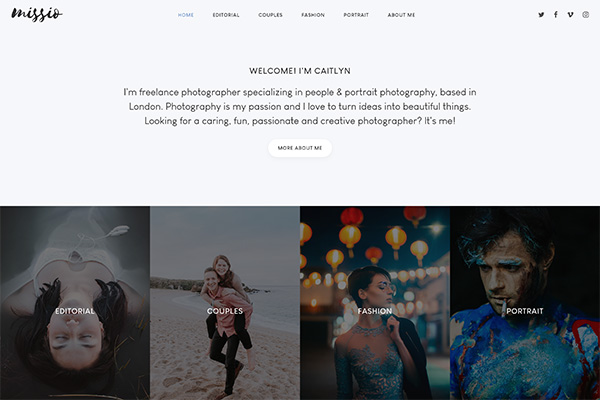 missio
HOME EDITORIAL COUPLES FASHION PORTRAIT ABOUT ME
WELCOME! I'M CAITLYN
I'm freelance photographer specializing in people & portrait photography, based in
London. Photography is my passion and I love to turn ideas into beautiful things.
Looking for a caring, fun, passionate and creative photographer? It's me!
MORE ABOUT ME
EDITORIAL
COUPLES
FASHION
PORTRAIT